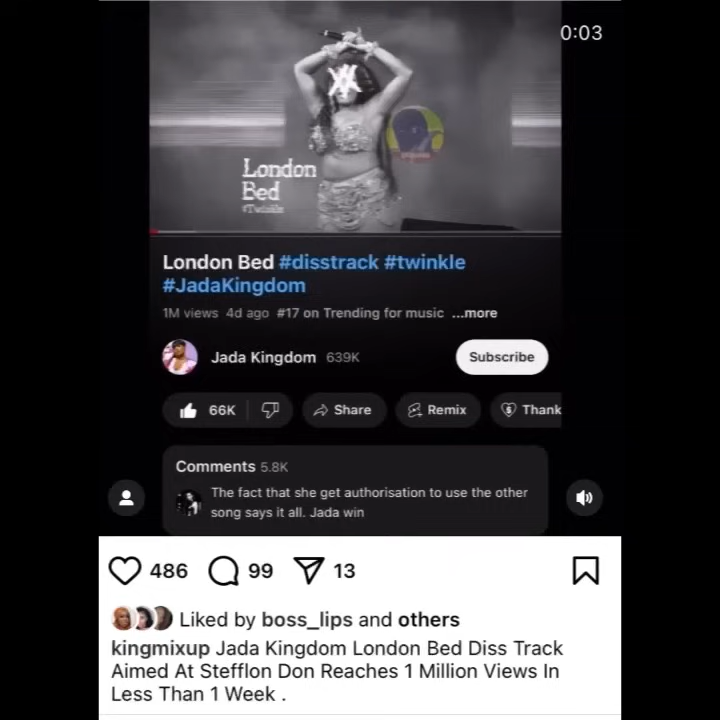 0:03
London
Bed
#Twinkle
London Bed #disstrack #twinkle
#JadaKingdom
1M views 4d ago #17 on Trending for music ...more
Jada Kingdom 639K
Subscribe
66K
Share
Remix
Thank
Comments 5.8K
The fact that she get authorisation to use the other
song says it all. Jada win
486
99
13
Liked by boss_lips and others
kingmixup Jada Kingdom London Bed Diss Track
Aimed At Stefflon Don Reaches 1 Million Views In
Less Than 1 Week .